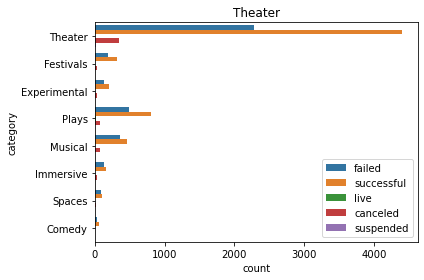 Theater
Theater
Festivals
Experimental
Plays
Musical
Immersive
Spaces
Comedy
category
failed
successful
live
canceled
suspended
0
1000
2000
3000
4000
count